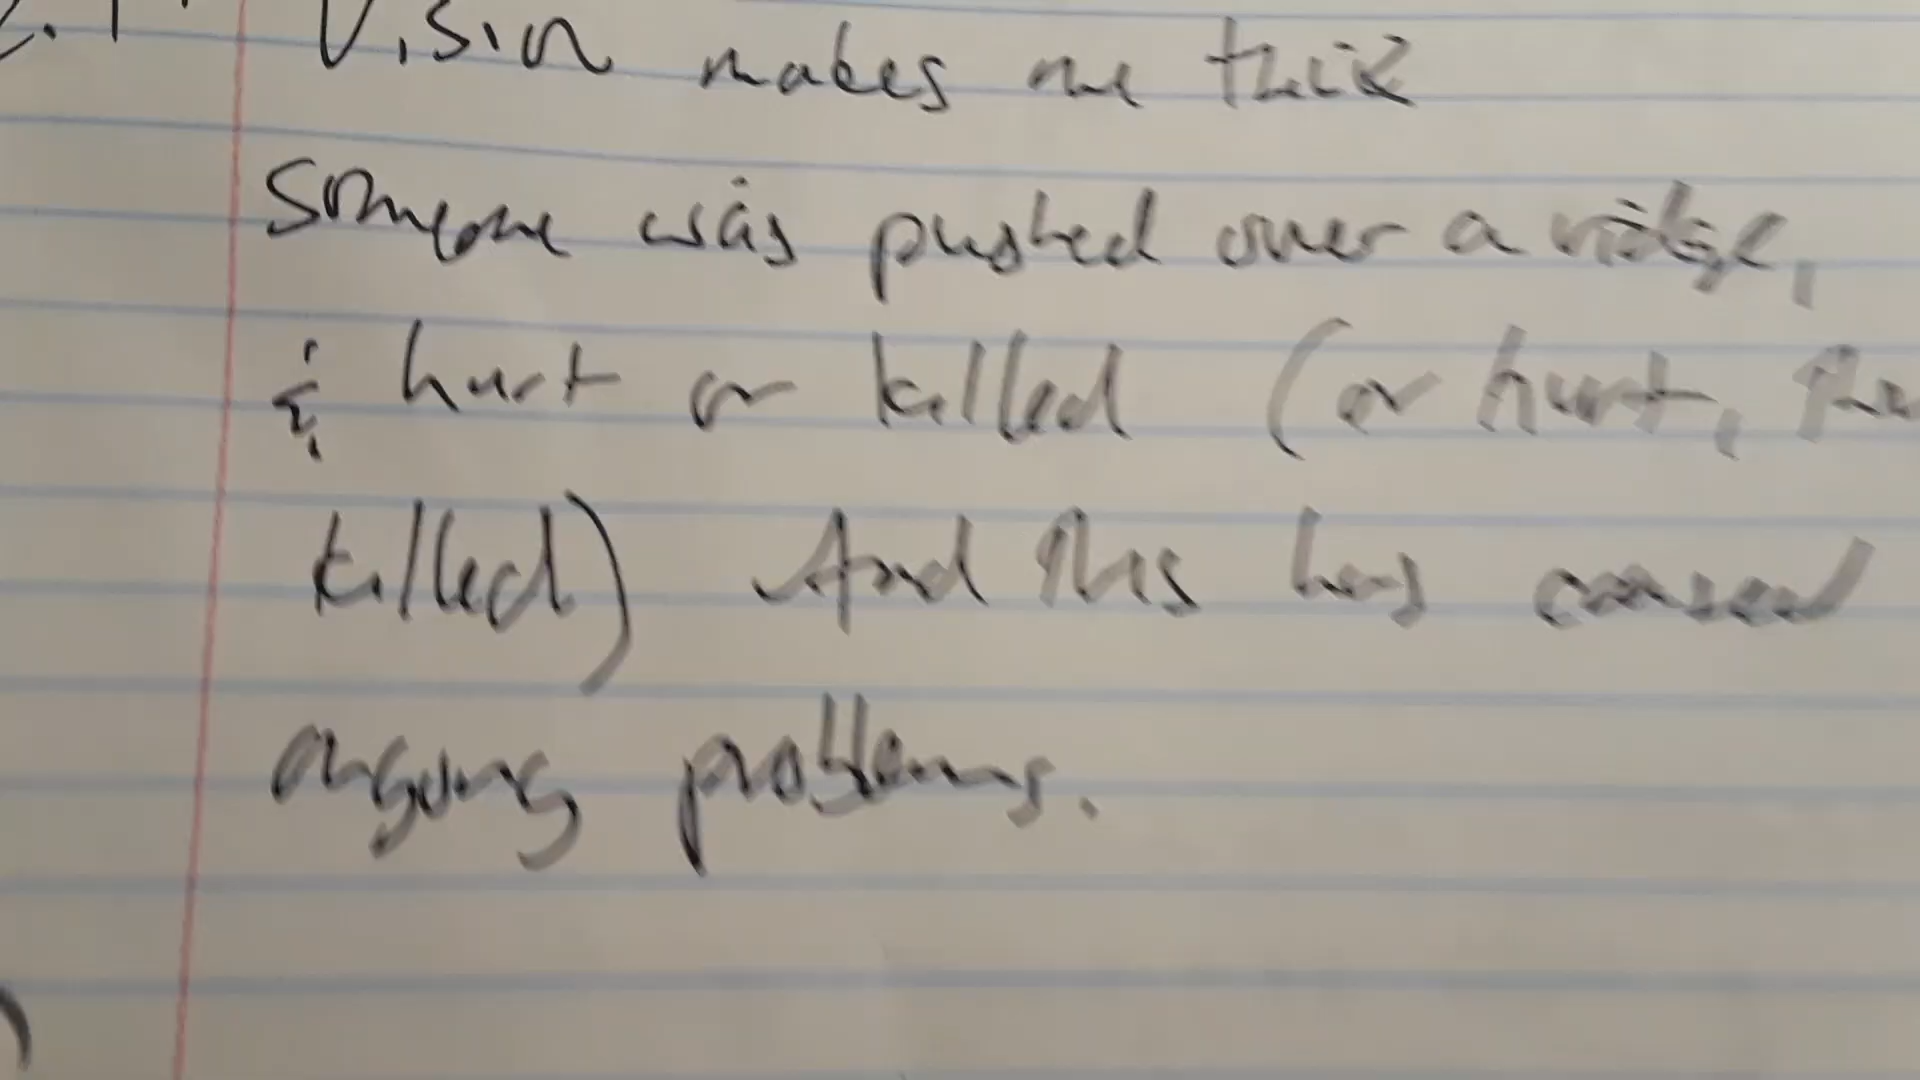 Vision makes me think
someone was pushed over a ridge,
& hurt or killed (or hurt, then
killed) And this has caused
ongoing problems.